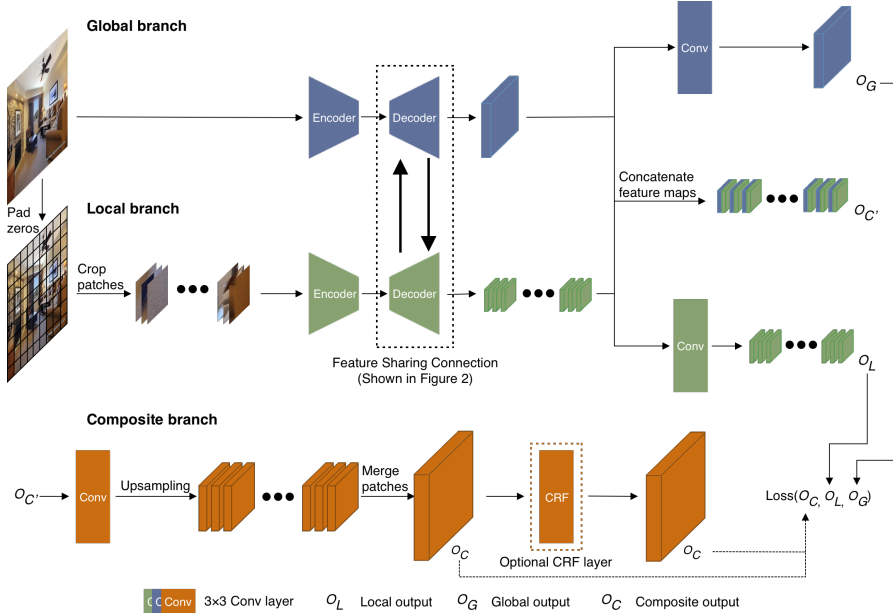 Global branch
Conv
O_G
Encoder
Decoder
Concatenate
feature maps
O_C'
Pad
zeros
Local branch
Crop
patches
Encoder
Decoder
Conv
O_L
Feature Sharing Connection
(Shown in Figure 2)
Composite branch
O_C'
Conv
Upsampling
Merge
patches
CRF
O_C
Optional CRF layer
O_C
Loss(O_C, O_L, O_G)
C C Conv 3×3 Conv layer
O_L Local output
O_G Global output
O_C Composite output